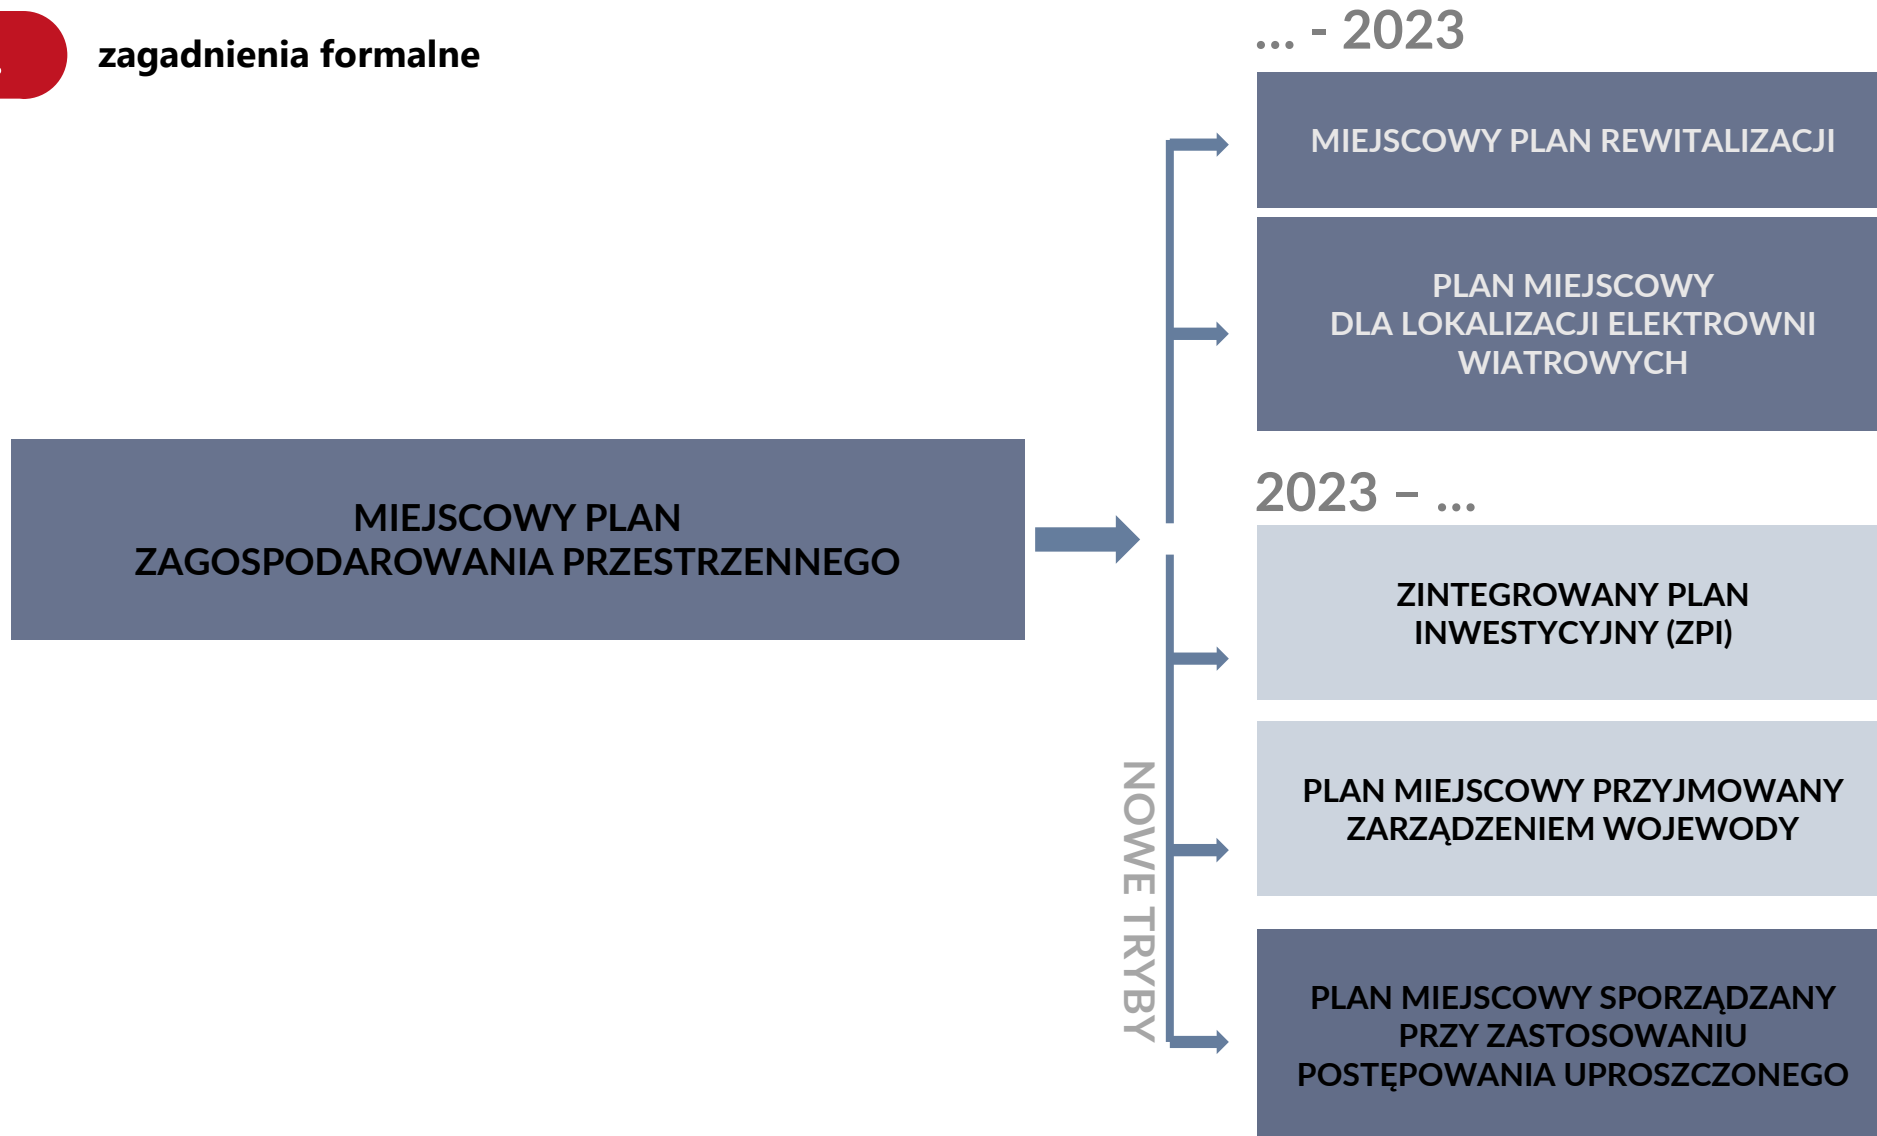 zagadnienia formalne
... - 2023
MIEJSCOWY PLAN REWITALIZACJI
PLAN MIEJSCOWY
DLA LOKALIZACJI ELEKTROWNI
WIATROWYCH
MIEJSCOWY PLAN
ZAGOSPODAROWANIA PRZESTRZENNEGO
2023 – ...
ZINTEGROWANY PLAN
INWESTYCYJNY (ZPI)
NOWE TRYBY
PLAN MIEJSCOWY PRZYJMOWANY
ZARZĄDZENIEM WOJEWODY
PLAN MIEJSCOWY SPORZĄDZANY
PRZY ZASTOSOWANIU
POSTĘPOWANIA UPROSZCZONEGO